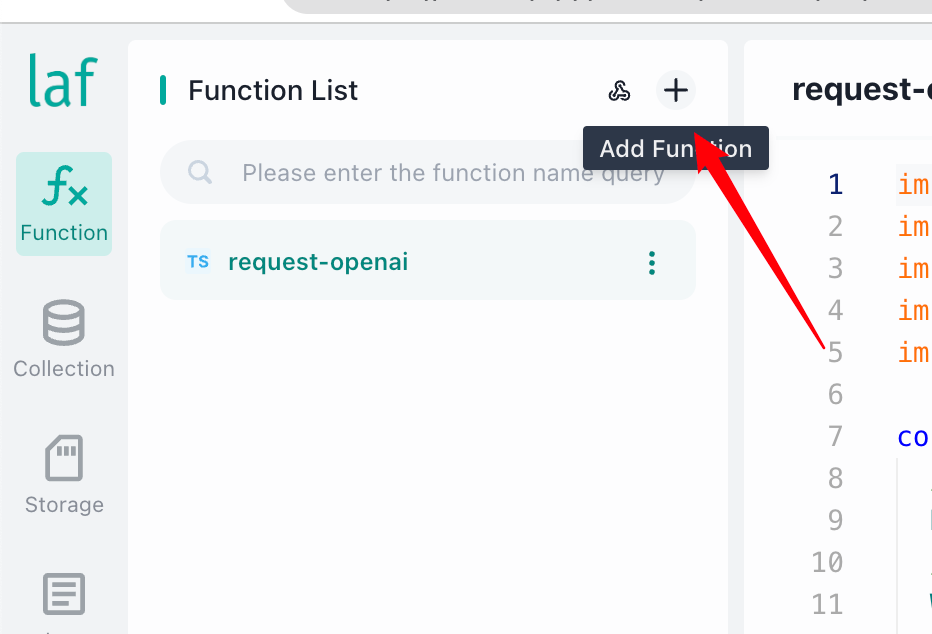 laf
Function List
Add Function
Please enter the function name query
Function
TS request-openai
Collection
Storage
request-
1 im
2 im
3 im
4 im
5 im
6
7 co
8
9
10
11